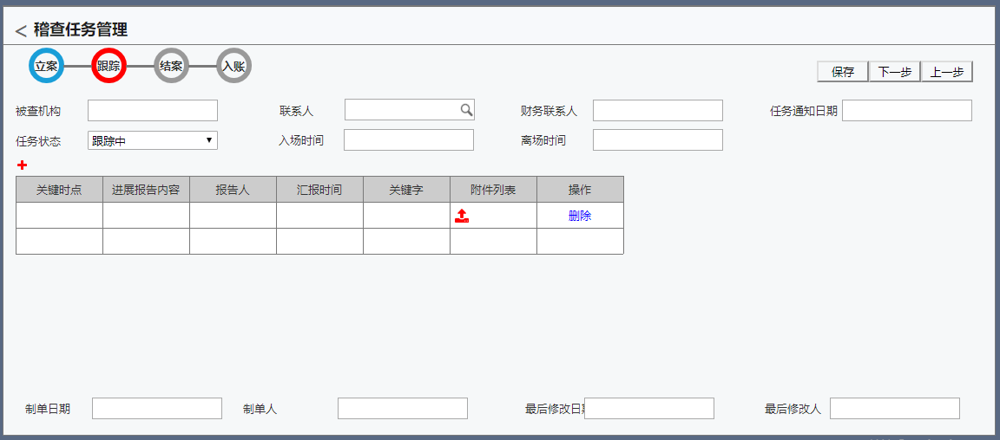 < 稽查任务管理
立案 跟踪 结案 入账
保存 下一步 上一步
被查机构 联系人 财务联系人 任务通知日期
任务状态 跟踪中 入场时间 离场时间
关键时点 进展报告内容 报告人 汇报时间 关键字 附件列表 操作
删除
制单日期 制单人 最后修改日 最后修改人